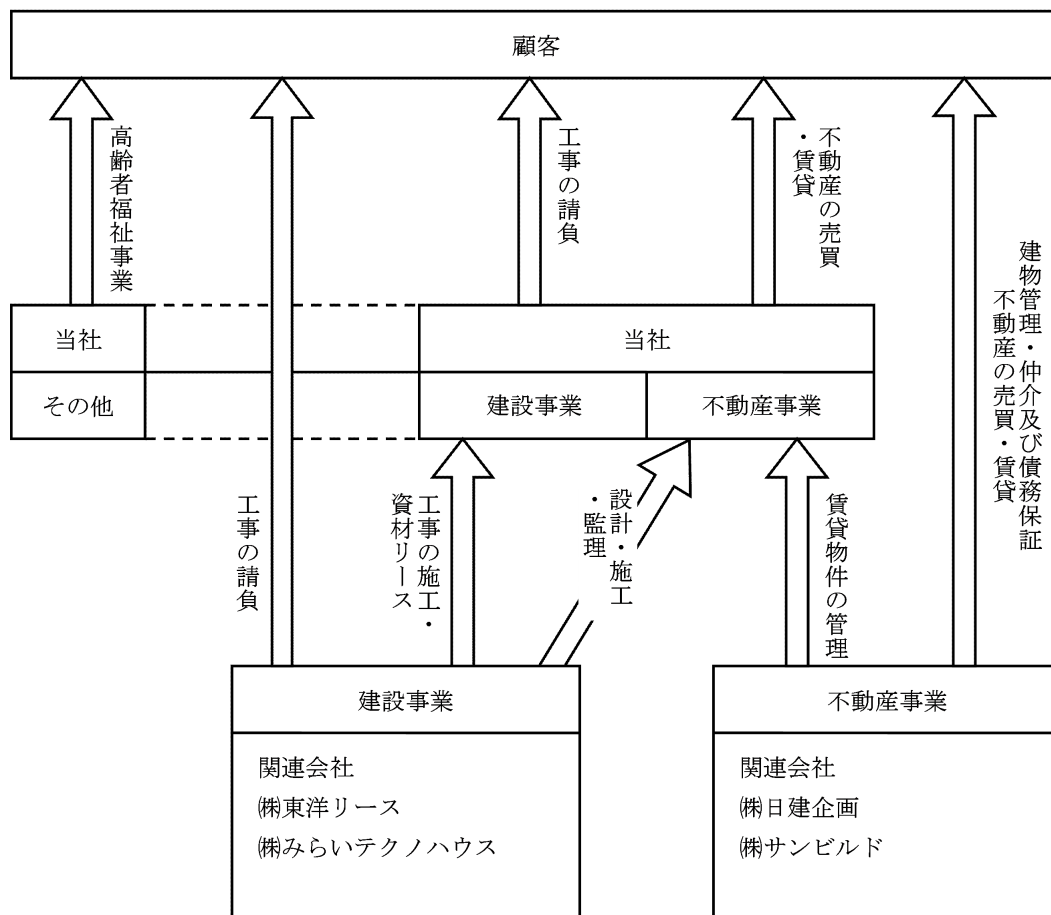 顧客
高齢者福祉事業
工事の請負
不動産の売買
・賃貸
建物管理・仲介及び債務保証
不動産の売買・賃貸
当社
当社
その他
建設事業
不動産事業
工事の請負
工事の施工・
資材リース
設計・施工
・監理
賃貸物件の管理
建設事業
不動産事業
関連会社
㈱東洋リース
㈱みらいテクノハウス
関連会社
㈱日建企画
㈱サンビルド